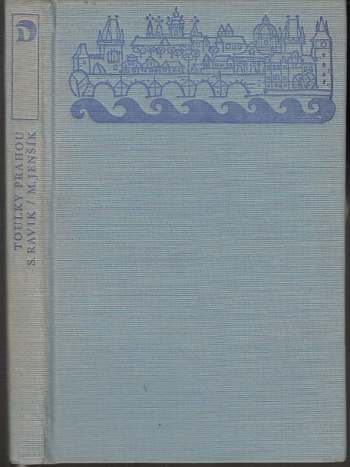 TOULKY PRAHOU
S. RAVIK / M. JENŠÍK